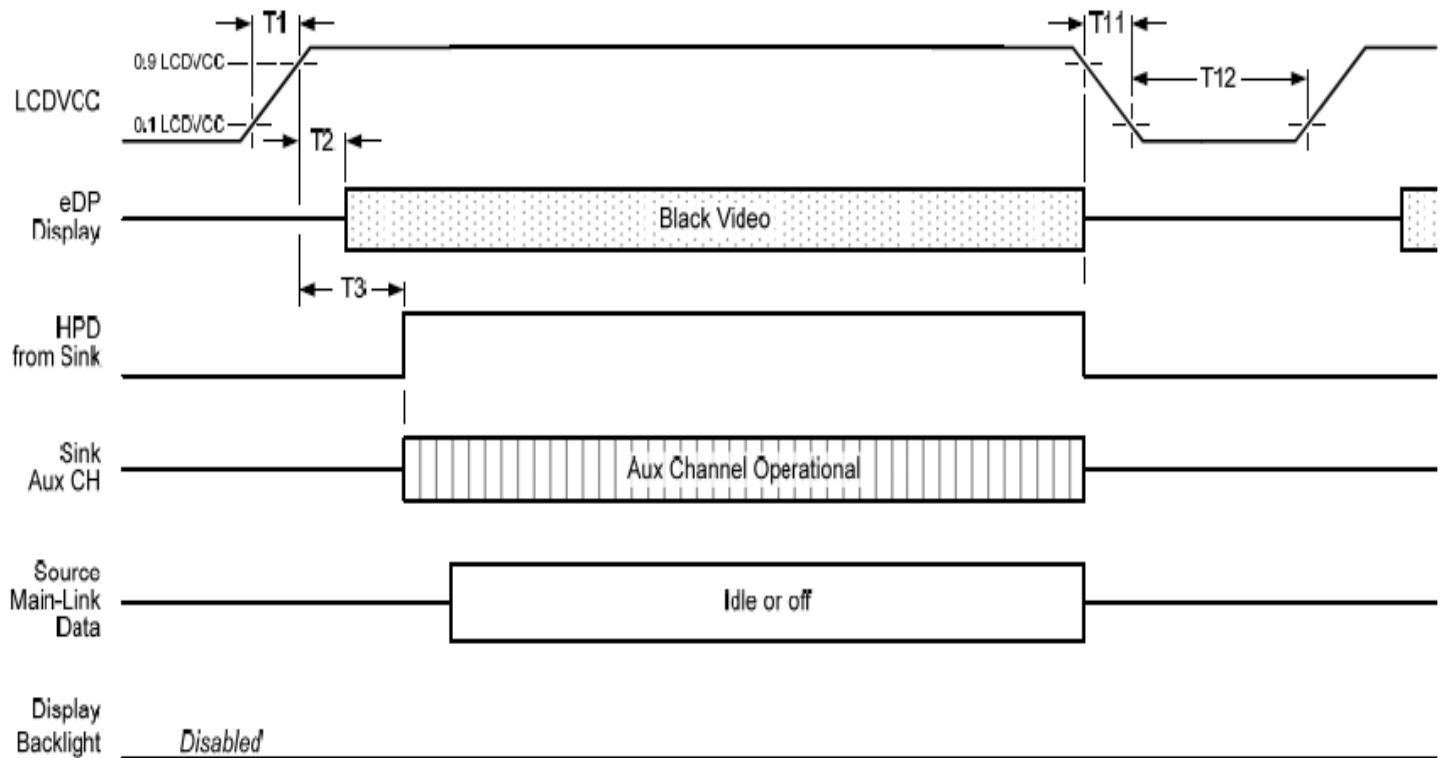 T1
T11
0.9 LCDVCC
LCDVCC
T12
0.1 LCDVCC
T2
eDP
Display
Black Video
T3
HPD
from Sink
Sink
Aux CH
Aux Channel Operational
Source
Main-Link
Data
Idle or off
Display
Backlight
Disabled